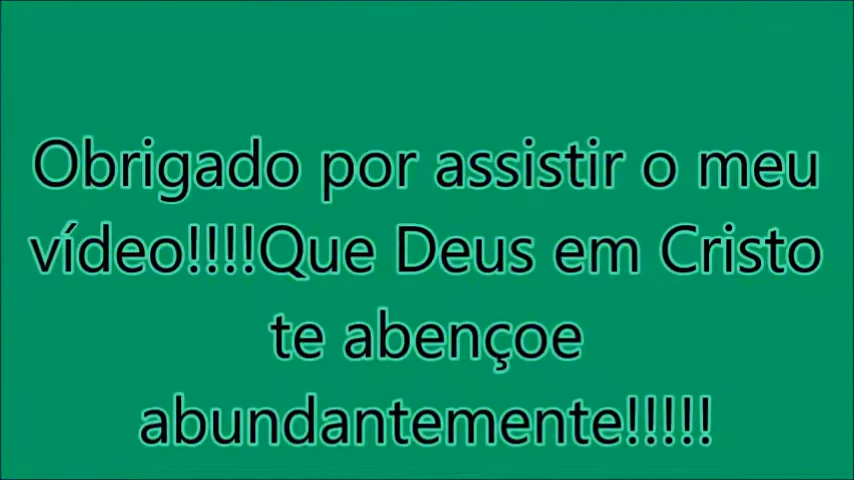 Obrigado por assistir o meu
vídeo!!!!Que Deus em Cristo
te abençoe
abundantemente!!!!!